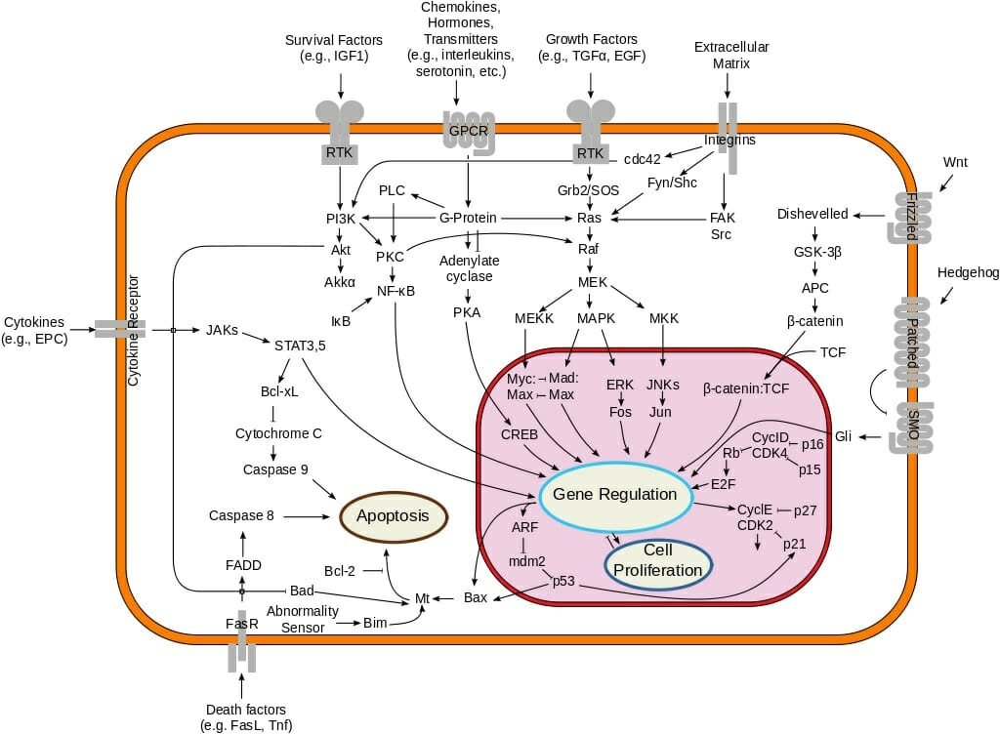 Chemokines,
Hormones,
Transmitters
(e.g., interleukins,
serotonin, etc.)
Survival Factors
(e.g., IGF1)
Growth Factors
(e.g., TGFα, EGF)
Extracellular
Matrix
RTK
GPCR
RTK
Integrins
cdc42
Fyn/Shc
Grb2/SOS
Wnt
Frizzled
PLC
PI3K
G-Protein
Ras
FAK
Src
Dishevelled
Akt
PKC
Adenylate
cyclase
Raf
GSK-3β
Akkα
NF-κB
MEK
APC
Hedgehog
Patched
SMO
IκB
PKA
MEKK
MAPK
MKK
β-catenin
TCF
Cytokines
(e.g., EPC)
Cytokine Receptor
JAKs
STAT3,5
Bcl-xL
Cytochrome C
Caspase 9
Myc:
Mad:
Max
Max
ERK
JNKs
Fos
Jun
β-catenin:TCF
CREB
Gli
CycID
CDK4
p16
p15
Rb
E2F
Gene Regulation
Caspase 8
Apoptosis
ARF
CyclE
CDK2
p27
p21
mdm2
Cell
Proliferation
p53
FADD
Bcl-2
Bad
Mt
Bax
FasR
Abnormality
Sensor
Bim
Death factors
(e.g. FasL, Tnf)